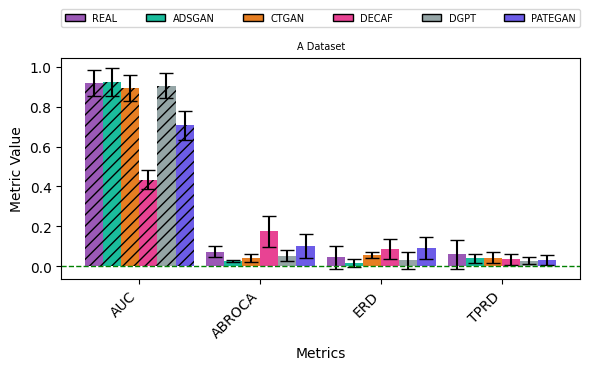 REAL ADSGAN CTGAN DECAF DGPT PATEGAN
A Dataset
1.0
0.8
0.6
0.4
0.2
0.0
Metric Value
AUC
ABROCA
ERD
TPRD
Metrics